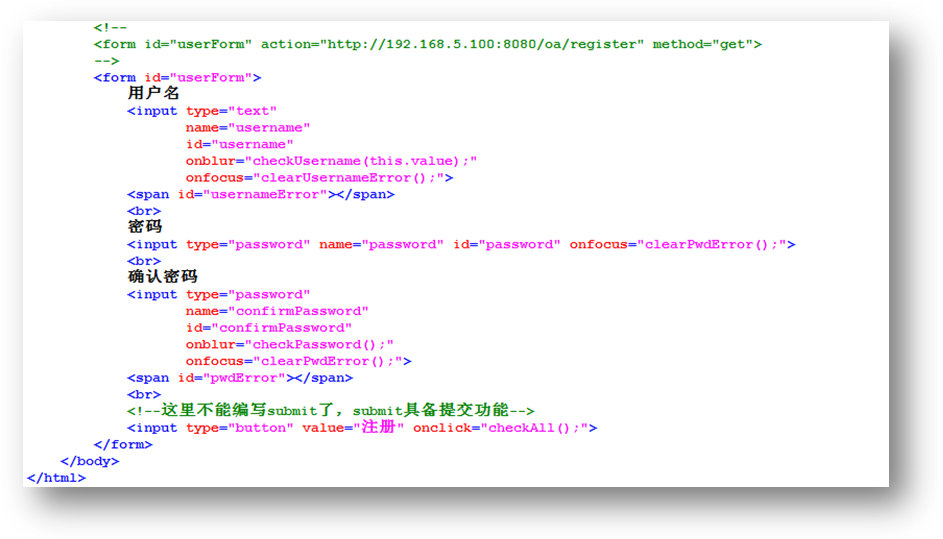 <!--
<form id="userForm" action="http://192.168.5.100:8080/oa/register" method="get">
-->
<form id="userForm">
用户名
<input type="text"
name="username"
id="username"
onblur="checkUsername(this.value);"
onfocus="clearUsernameError();">
<span id="usernameError"></span>
<br>
密码
<input type="password" name="password" id="password" onfocus="clearPwdError();">
<br>
确认密码
<input type="password"
name="confirmPassword"
id="confirmPassword"
onblur="checkPassword();"
onfocus="clearPwdError();">
<span id="pwdError"></span>
<br>
<!--这里不能编写submit了，submit具备提交功能-->
<input type="button" value="注册" onclick="checkAll();">
</form>
</body>
</html>